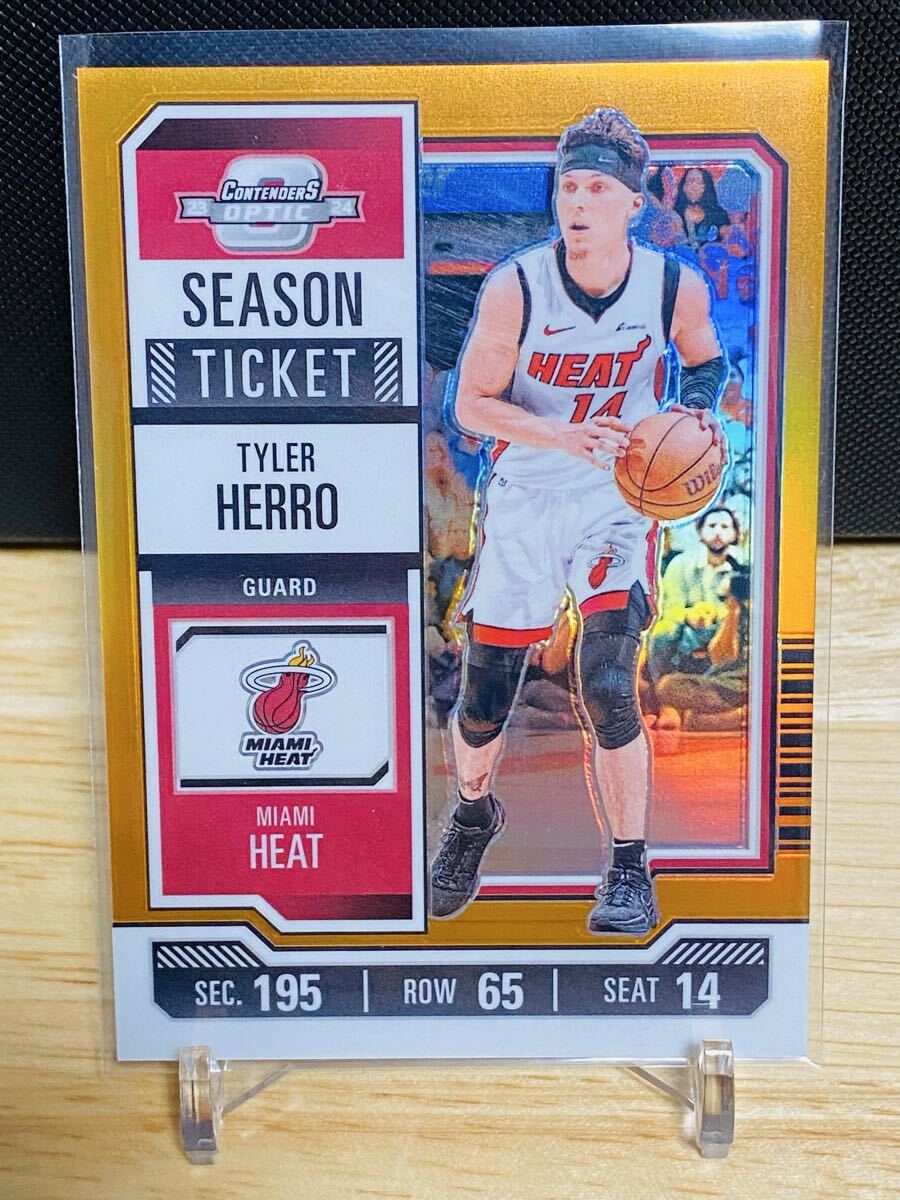 CONTENDERS
23 OPTIC 24
SEASON
TICKET
TYLER
HERRO
GUARD
MIAMI
HEAT
MIAMI
HEAT
HEAT
14
Wilson
SEC. 195 | ROW 65 | SEAT 14